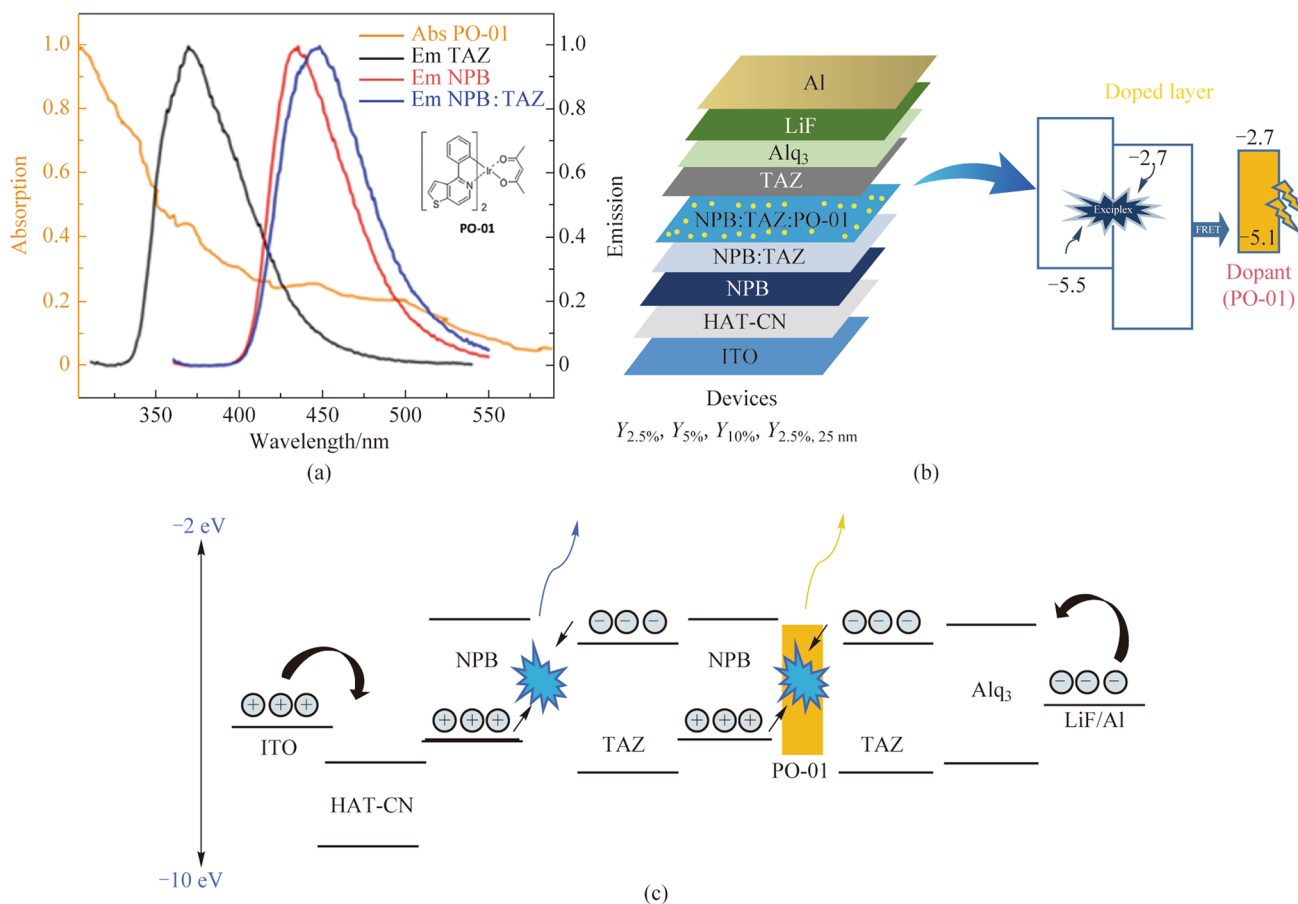 Abs PO-01
Em TAZ
Em NPB
Em NPB:TAZ
1.0
0.8
0.6
0.4
0.2
0
Absorption
1.0
0.8
0.6
0.4
0.2
0
Emission
350
400
450
500
550
Wavelength/nm
S
N
Ir
O
O
2
PO-01
(a)
Al
LiF
Alq₃
TAZ
NPB:TAZ:PO-01
NPB:TAZ
NPB
HAT-CN
ITO
Devices
Y2.5%, Y5%, Y10%, Y2.5%, 25 nm
Doped layer
−2.7
Exciplex
−5.5
FRET
−2.7
−5.1
Dopant
(PO-01)
(b)
−2 eV
−10 eV
+ + +
ITO
HAT-CN
NPB
+ + +
− − −
TAZ
NPB
+ + +
PO-01
− − −
TAZ
Alq₃
− − −
LiF/Al
(c)